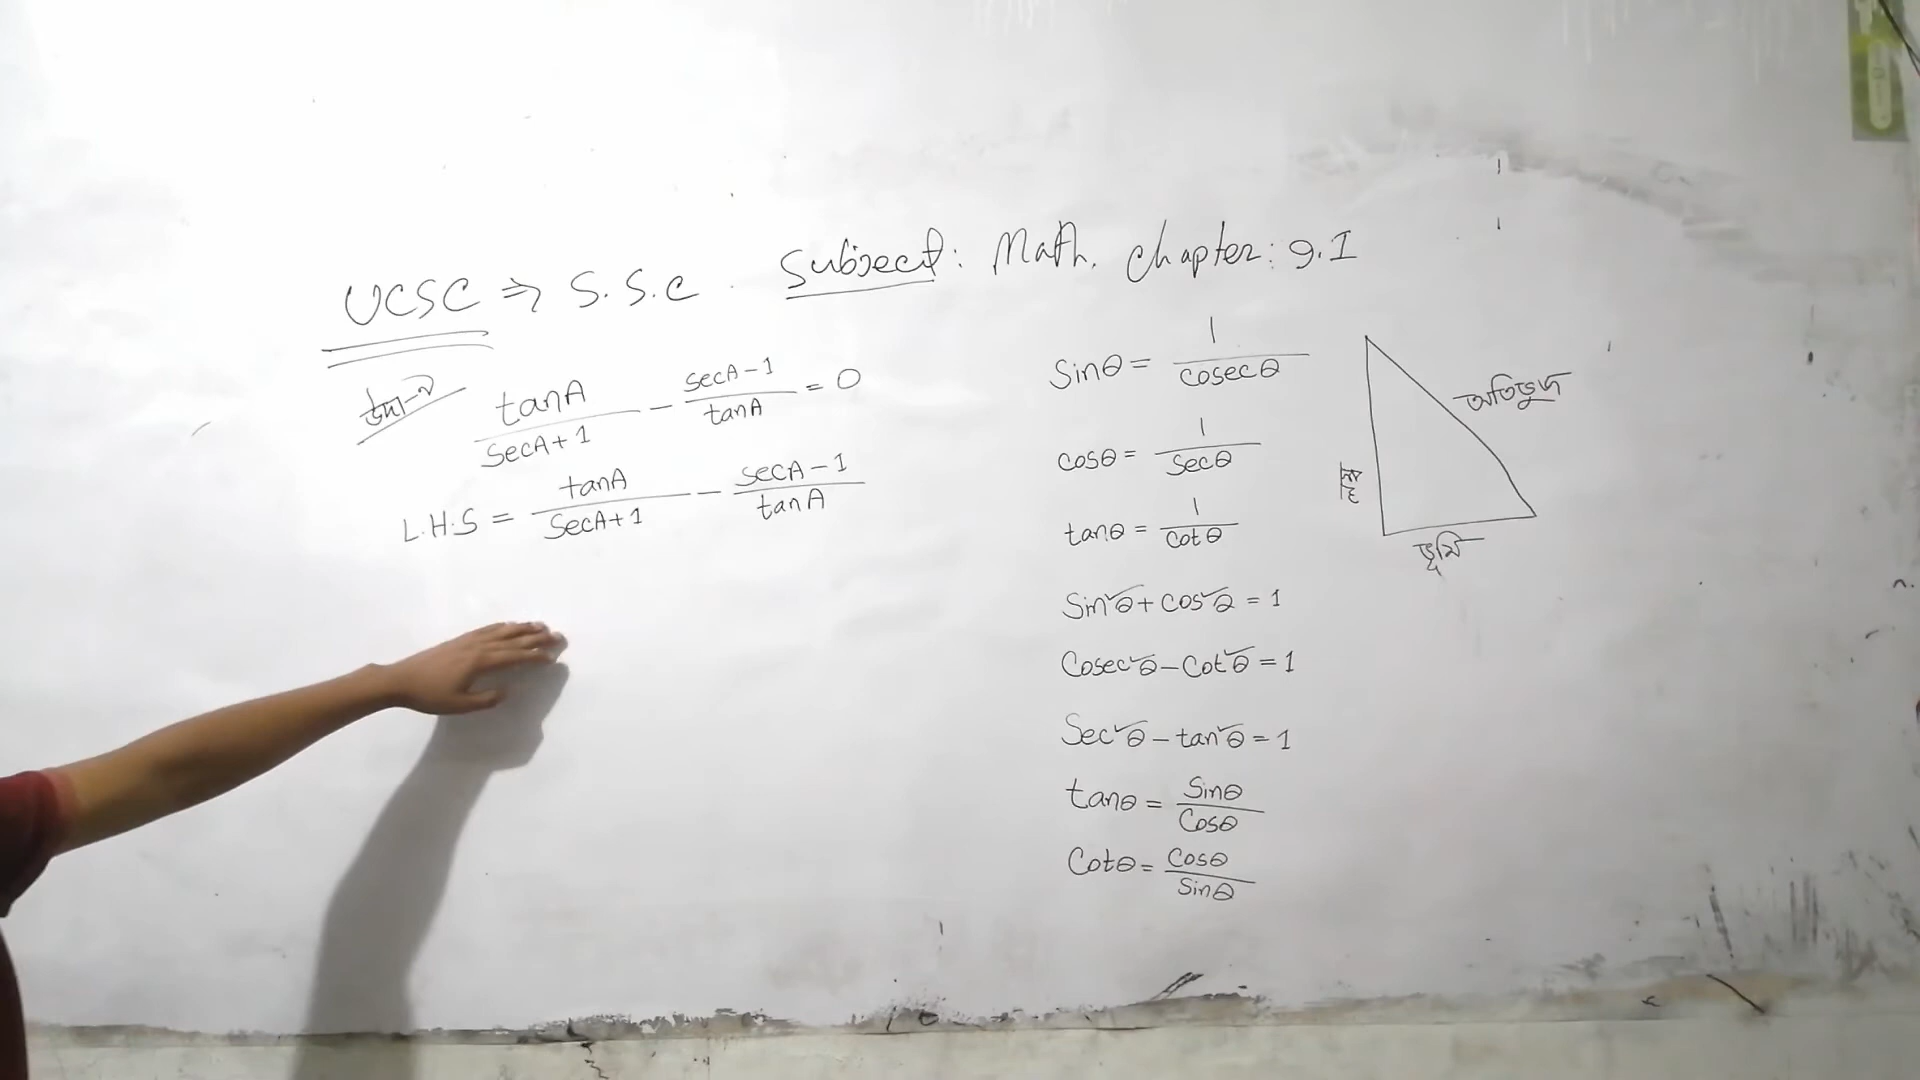 UCSC ⇒ S.S.C. Subject: Math, Chapter: 9.1
উদা-২ tanA/(secA+1) − (secA−1)/tanA = 0
L.H.S = tanA/(secA+1) − (secA−1)/tanA
Sinθ = 1/cosecθ
cosθ = 1/secθ
tanθ = 1/cotθ
Sin²θ + cos²θ = 1
Cosec²θ − Cot²θ = 1
Sec²θ − tan²θ = 1
tanθ = Sinθ/Cosθ
Cotθ = Cosθ/Sinθ
অতিভুজ
লম্ব
ভূমি